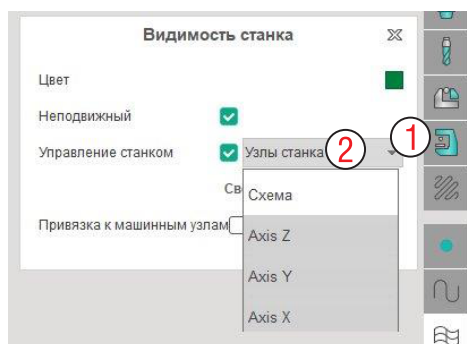 Видимость станка
Цвет
Неподвижный
Управление станком Узлы станка 2 1
Св
Схема
Привязка к машинным узлам
Axis Z
Axis Y
Axis X